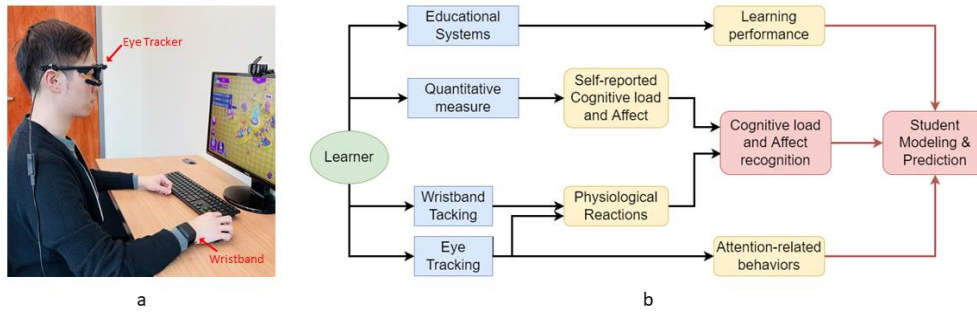 Eye Tracker
Wristband
a
Educational
Systems
Learning
performance
Quantitative
measure
Self-reported
Cognitive load
and Affect
Cognitive load
and Affect
recognition
Student
Modeling &
Prediction
Learner
Wristband
Tacking
Physiological
Reactions
Eye
Tracking
Attention-related
behaviors
b